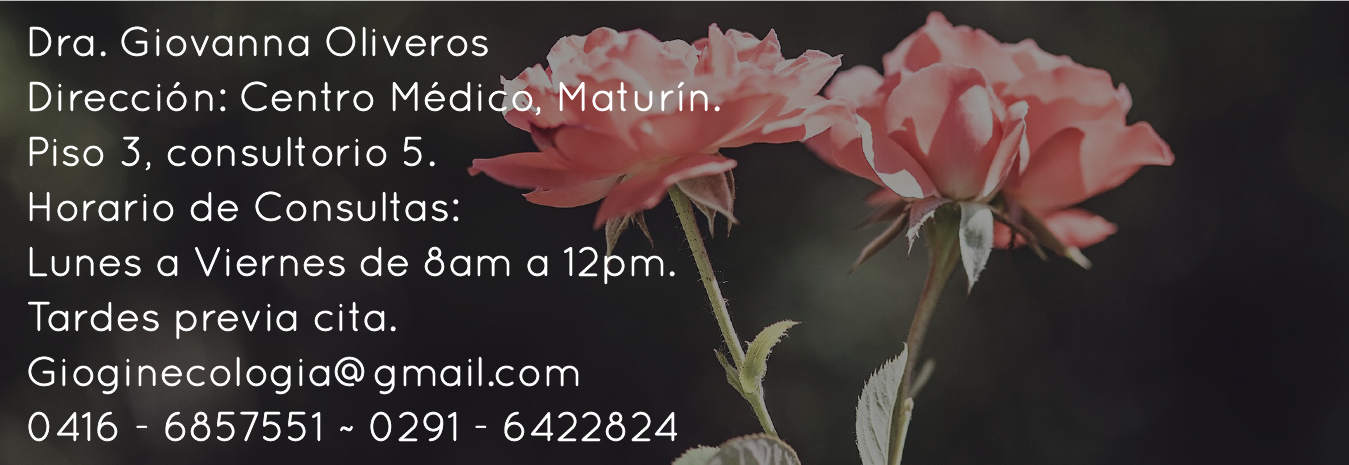 Dra. Giovanna Oliveros
Dirección: Centro Médico, Maturín.
Piso 3, consultorio 5.
Horario de Consultas:
Lunes a Viernes de 8am a 12pm.
Tardes previa cita.
Gioginecologia@gmail.com
0416 - 6857551 ~ 0291 - 6422824